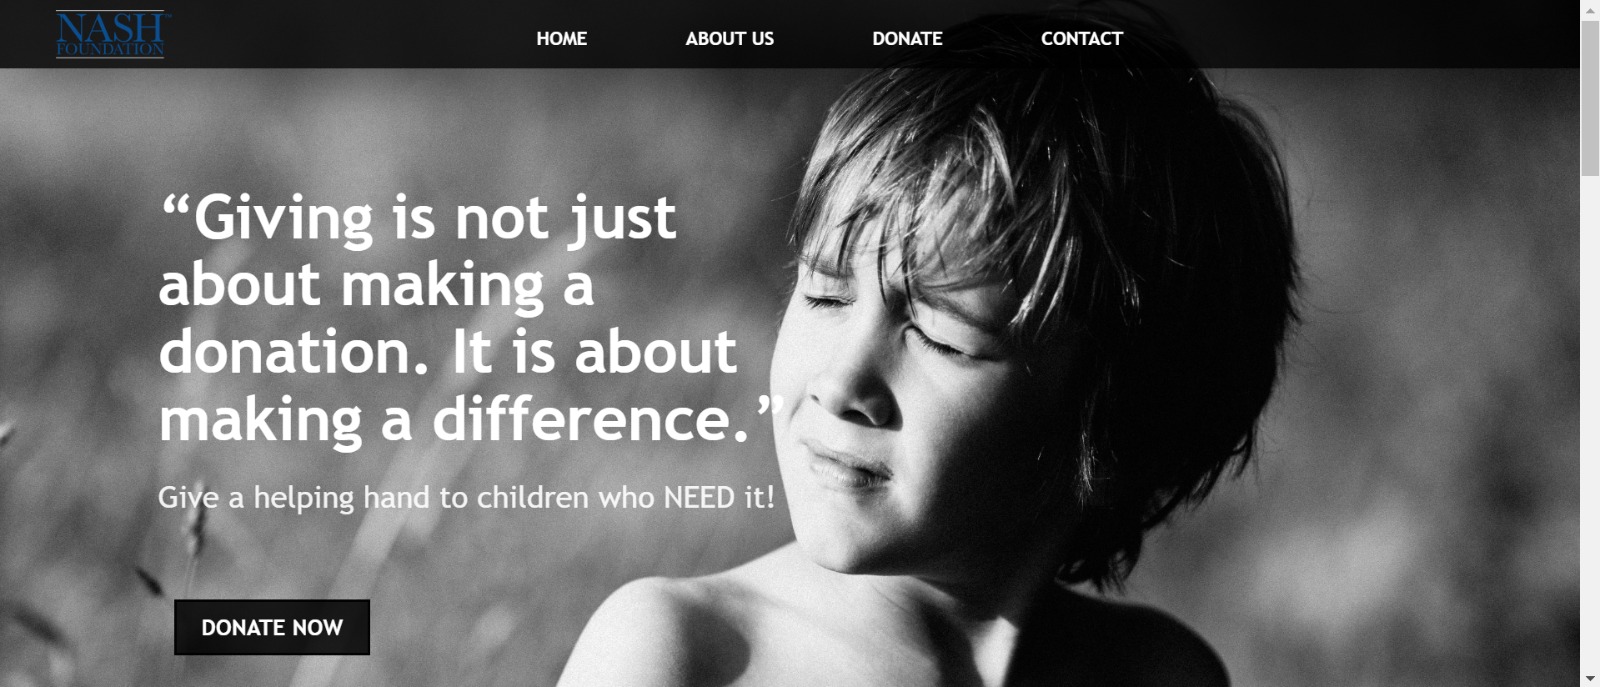 NASH
FOUNDATION
HOME ABOUT US DONATE CONTACT
“Giving is not just
about making a
donation. It is about
making a difference.”
Give a helping hand to children who NEED it!
DONATE NOW